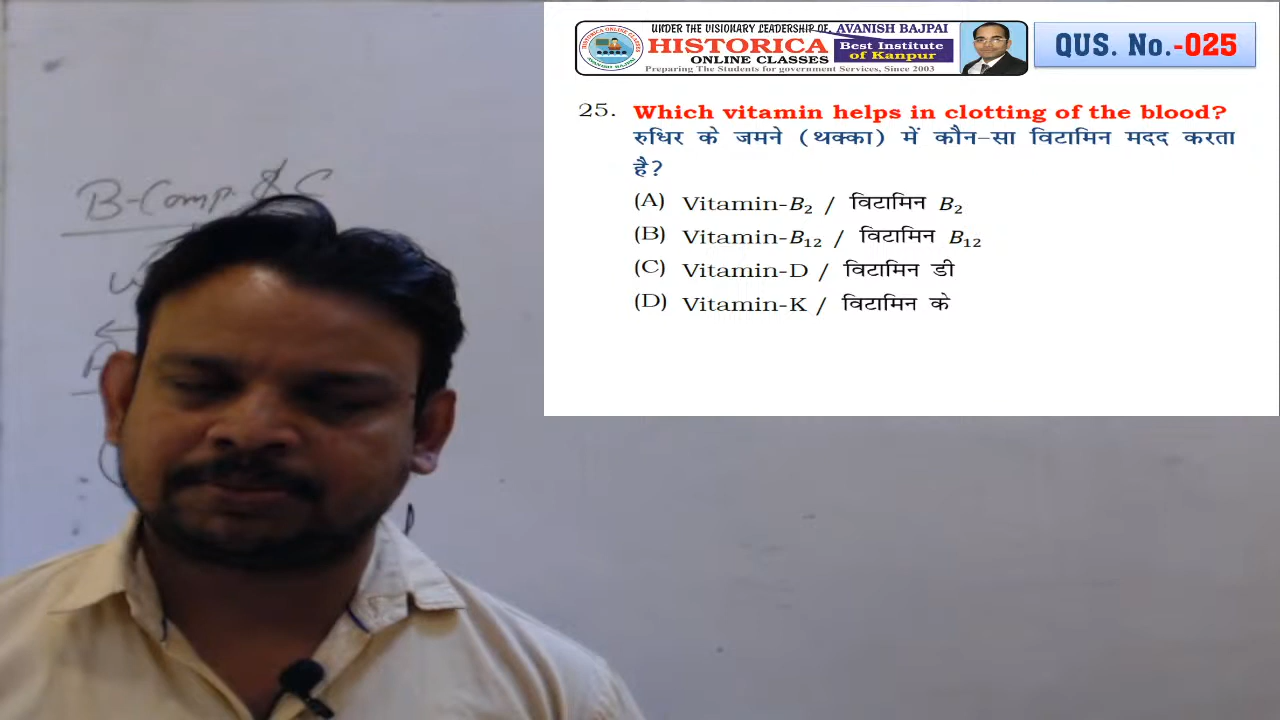 UNDER THE VISIONARY LEADERSHIP OF, AVANISH BAJPAI
HISTORICA
ONLINE CLASSES
Best Institute
of Kanpur
Preparing The Students for government Services, Since 2003
QUS. No.-025
25. Which vitamin helps in clotting of the blood?
रुधिर के जमने (थक्का) में कौन-सा विटामिन मदद करता
है?
(A) Vitamin-B₂ / विटामिन B₂
(B) Vitamin-B₁₂ / विटामिन B₁₂
(C) Vitamin-D / विटामिन डी
(D) Vitamin-K / विटामिन के
B-Comp. & C